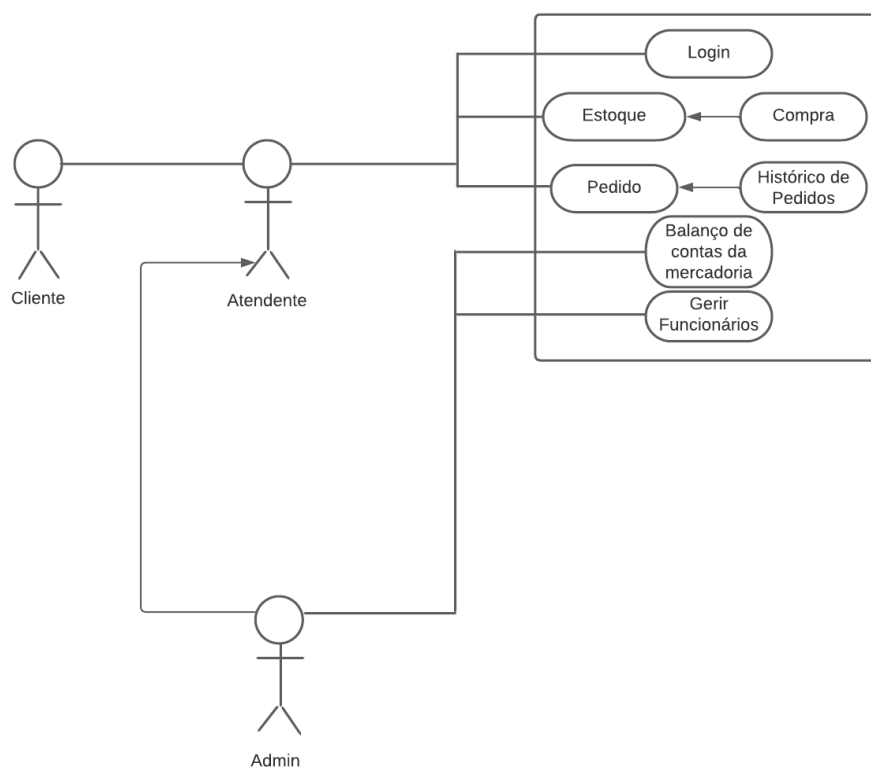 Login
Estoque
Compra
Pedido
Histórico de
Pedidos
Balanço de
contas da
mercadoria
Gerir
Funcionários
Cliente
Atendente
Admin